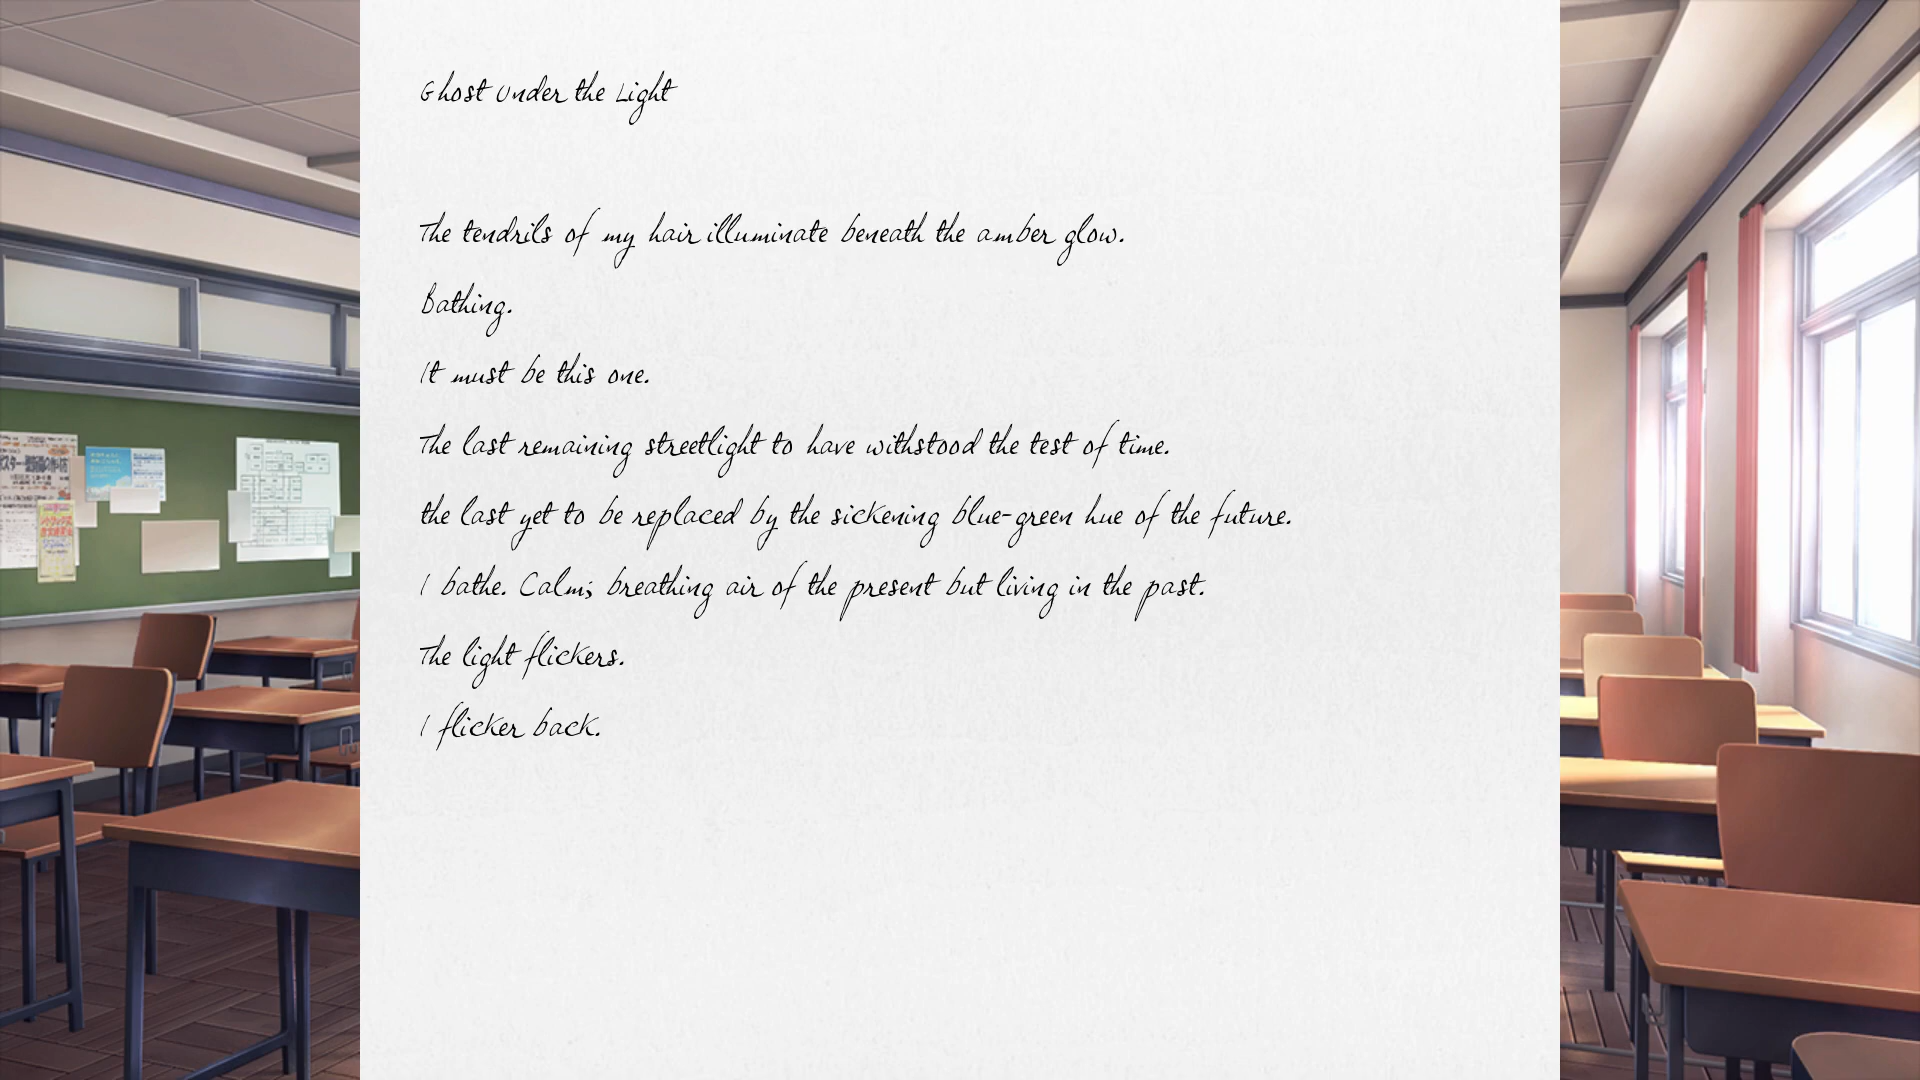 Ghost Under the Light
The tendrils of my hair illuminate beneath the amber glow.
Bathing.
It must be this one.
The last remaining streetlight to have withstood the test of time.
the last yet to be replaced by the sickening blue-green hue of the future.
I bathe. Calm; breathing air of the present but living in the past.
The light flickers.
I flicker back.